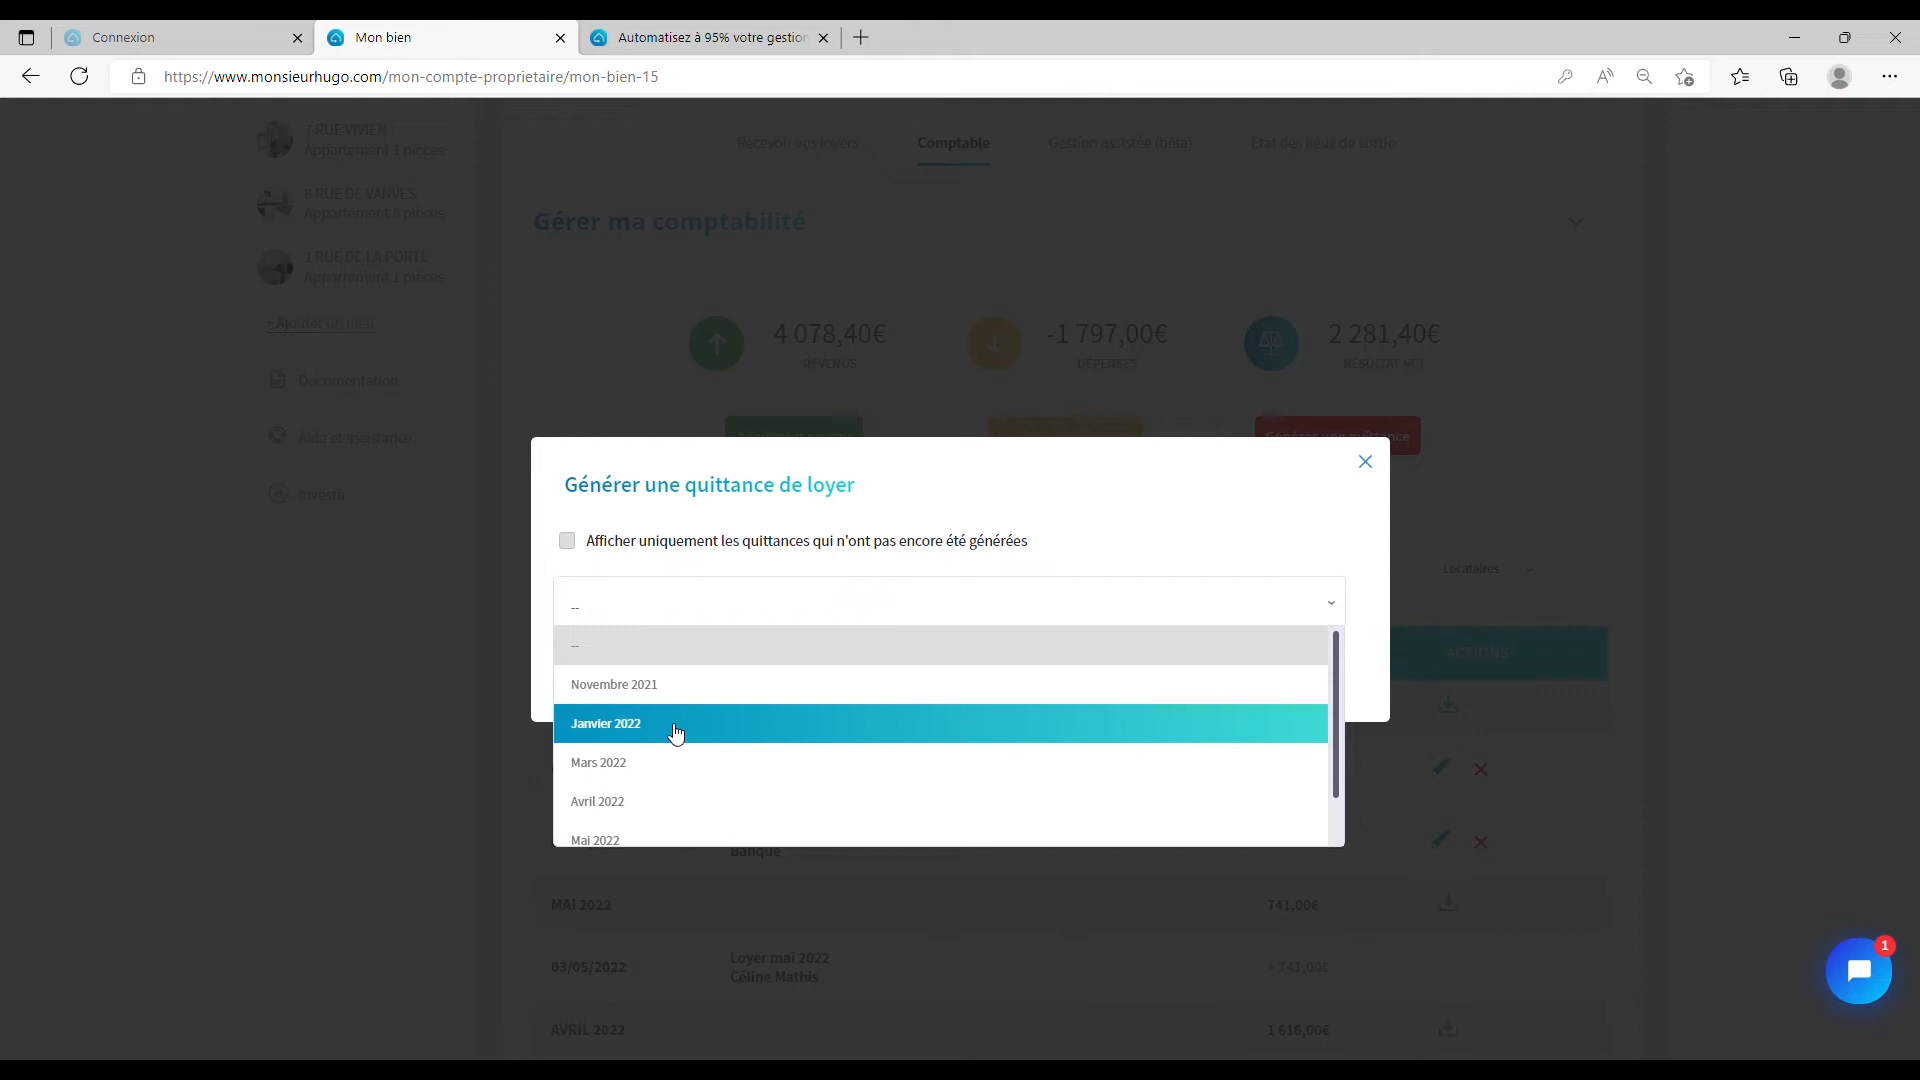 Connexion
Mon bien
Automatisez à 95% votre gestion
https://www.monsieurhugo.com/mon-compte-proprietaire/mon-bien-15
7 RUE VIVIEN
Appartement 3 pièces
8 RUE DE VANVES
Appartement 8 pièces
1 RUE DE LA PORTE
Appartement 1 pièces
+ Ajouter un bien
Documentation
Aide et assistance
Investir
Recevoir vos loyers
Comptable
Gestion assistée (bêta)
Etat des lieux de sortie
Gérer ma comptabilité
4 078,40€
REVENUS
-1 797,00€
DÉPENSES
2 281,40€
RÉSULTAT NET
Générer une quittance
Générer une quittance de loyer
Afficher uniquement les quittances qui n'ont pas encore été générées
--
--
Novembre 2021
Janvier 2022
Mars 2022
Avril 2022
Mai 2022
Locataires
ACTIONS
Banque
MAI 2022
741,00€
03/05/2022
Loyer mai 2022
Céline Mathis
+ 741,00€
AVRIL 2022
1 616,00€
1